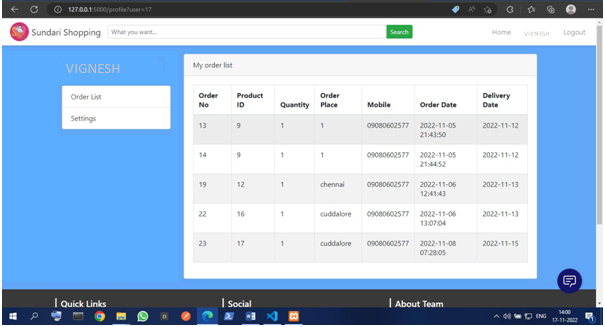 127.0.0.1:5000/profile?user=17
Sundari Shopping What you want... Search Home VIGNESH Logout
VIGNESH
Order List
Settings
My order list
Order No Product ID Quantity Order Place Mobile Order Date Delivery Date
13 9 1 1 09080602577 2022-11-05 21:43:50 2022-11-12
14 9 1 1 09080602577 2022-11-05 21:44:52 2022-11-12
19 12 1 chennai 09080602577 2022-11-06 12:41:43 2022-11-13
22 16 1 cuddalore 09080602577 2022-11-06 13:07:04 2022-11-13
23 17 1 cuddalore 09080602577 2022-11-08 07:28:05 2022-11-15
Quick Links Social About Team
ENG 14:00
17-11-2022